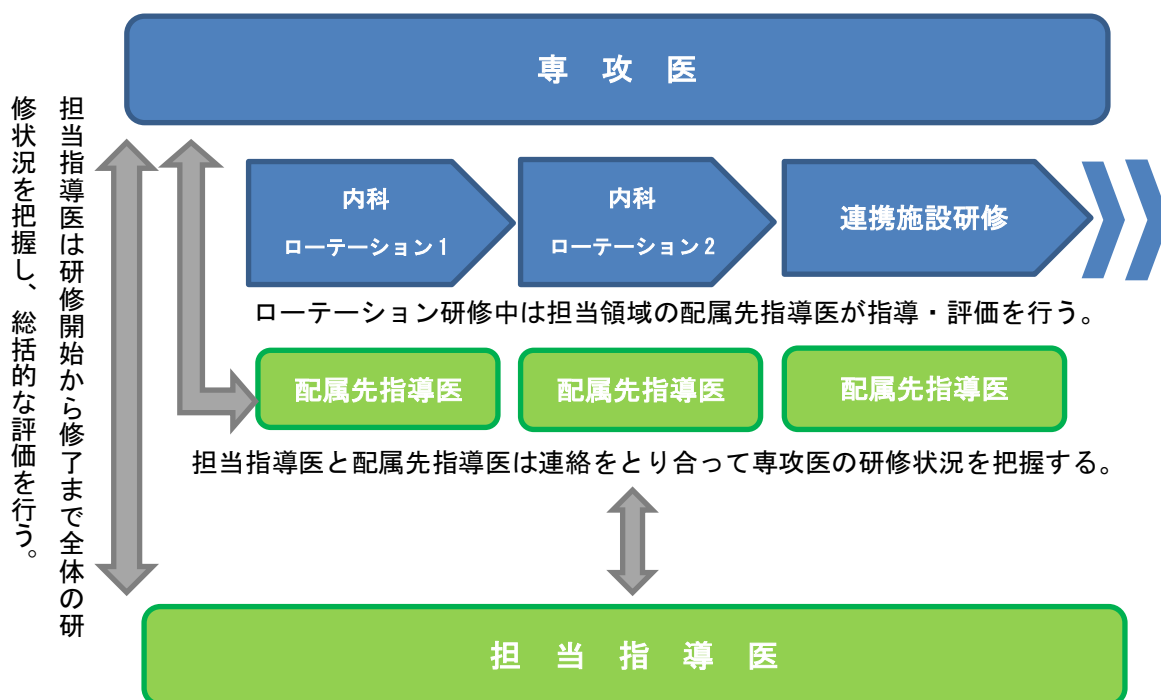 専攻医
担当指導医は研修開始から修了まで全体の研
修状況を把握し、総括的な評価を行う。
内科
ローテーション1
内科
ローテーション2
連携施設研修
ローテーション研修中は担当領域の配属先指導医が指導・評価を行う。
配属先指導医
配属先指導医
配属先指導医
担当指導医と配属先指導医は連絡をとり合って専攻医の研修状況を把握する。
担当指導医